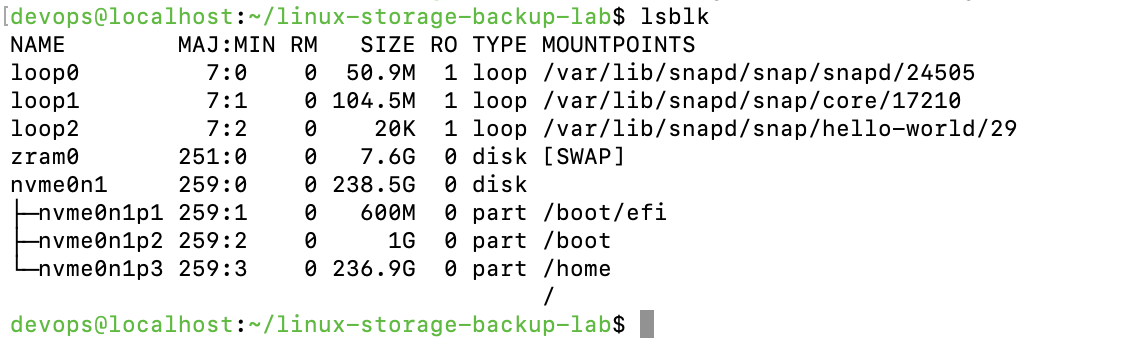 [devops@localhost:~/linux-storage-backup-lab$ lsblk
NAME        MAJ:MIN RM   SIZE RO TYPE MOUNTPOINTS
loop0         7:0    0  50.9M  1 loop /var/lib/snapd/snap/snapd/24505
loop1         7:1    0 104.5M  1 loop /var/lib/snapd/snap/core/17210
loop2         7:2    0    20K  1 loop /var/lib/snapd/snap/hello-world/29
zram0       251:0    0   7.6G  0 disk [SWAP]
nvme0n1     259:0    0 238.5G  0 disk
├─nvme0n1p1 259:1    0   600M  0 part /boot/efi
├─nvme0n1p2 259:2    0     1G  0 part /boot
└─nvme0n1p3 259:3    0 236.9G  0 part /home
                                      /
devops@localhost:~/linux-storage-backup-lab$